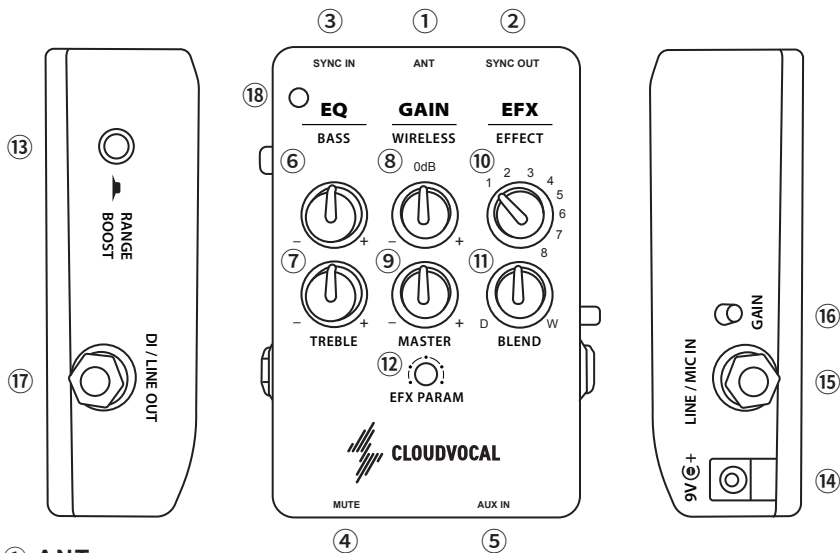 ③ ① ②
SYNC IN ANT SYNC OUT
⑱
EQ GAIN EFX
BASS WIRELESS EFFECT
⑬
⑥ ⑧ 0dB ⑩ 1 2 3 4 5 6 7 8
RANGE
BOOST
− + − +
⑦ ⑨ ⑪
− + − + D W
TREBLE MASTER BLEND
⑫
EFX PARAM
⑰
DI / LINE OUT
CLOUDVOCAL
MUTE AUX IN
④ ⑤
⑯
GAIN
LINE / MIC IN
⑮
9V − +
⑭
① ANT